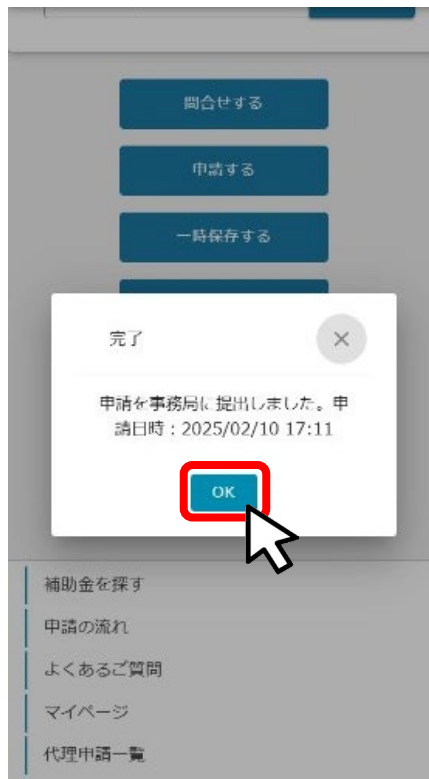 問合せする
申請する
一時保存する
完了
申請を事務局に提出しました。申
請日時：2025/02/10 17:11
OK
補助金を探す
申請の流れ
よくあるご質問
マイページ
代理申請一覧